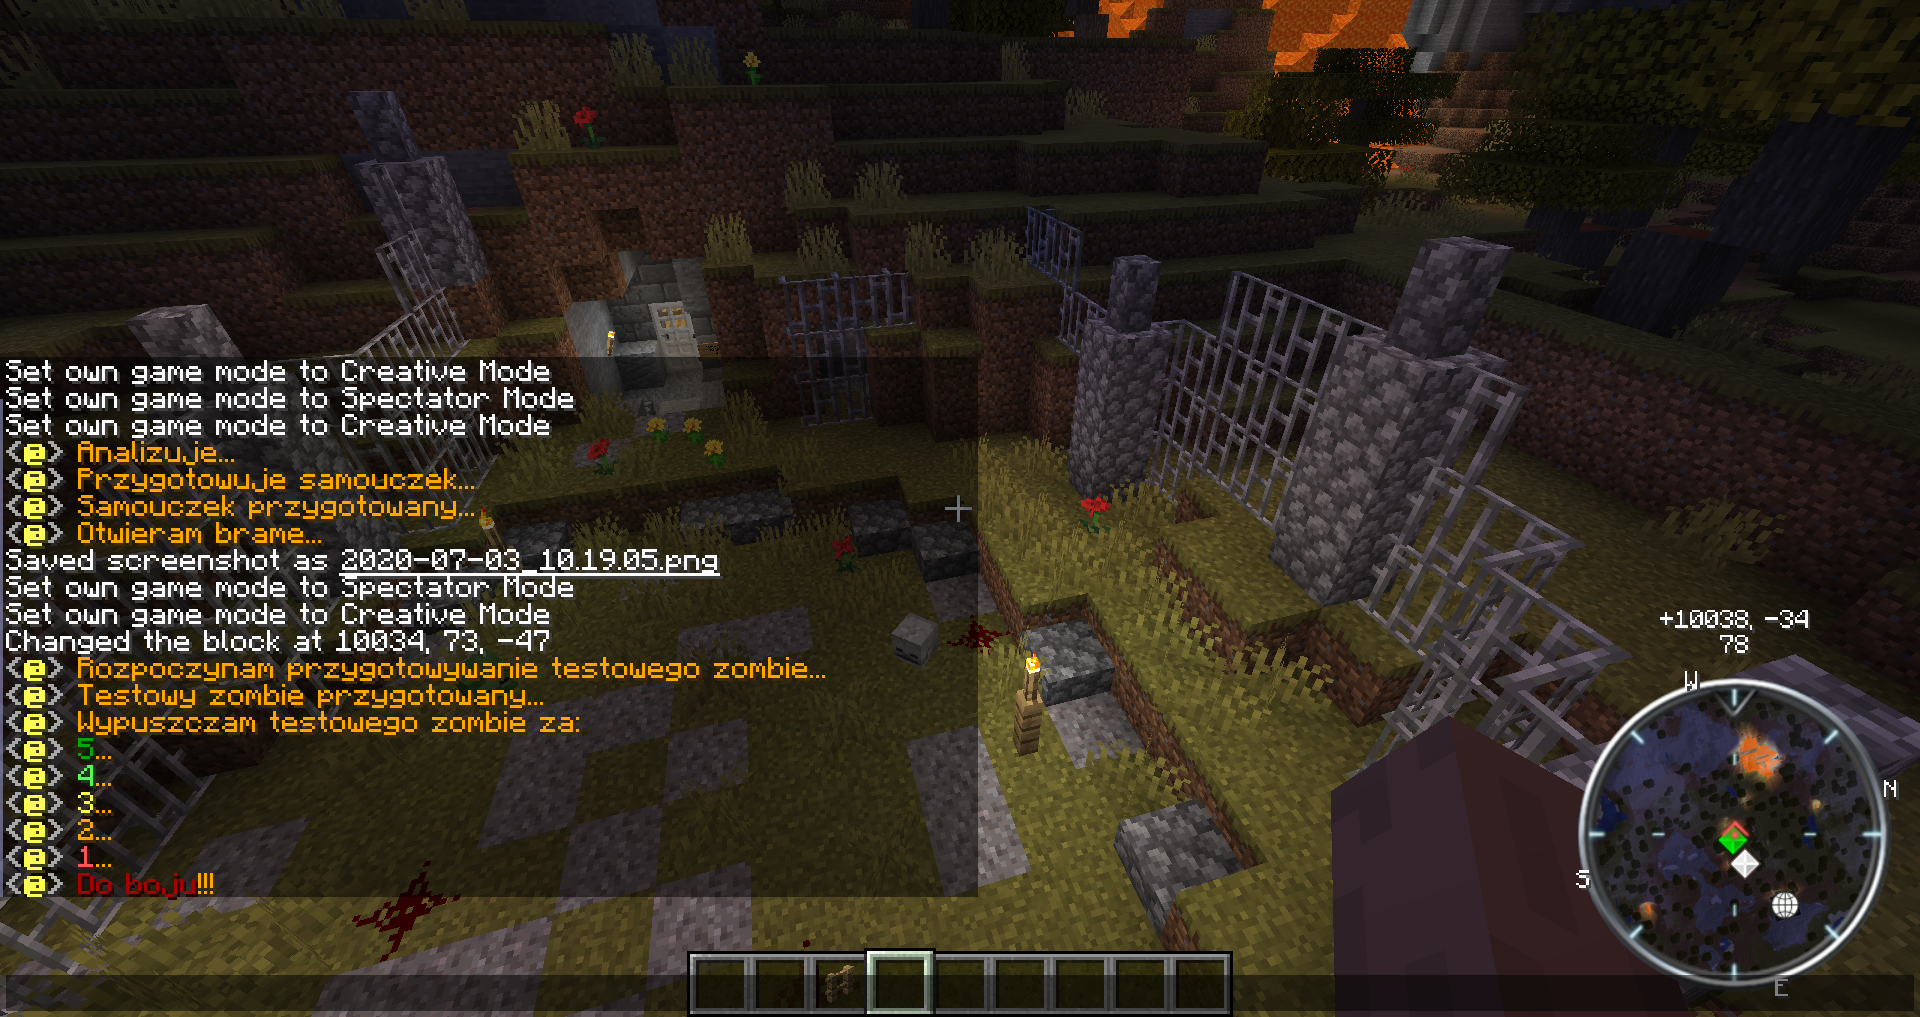 Set own game mode to Creative Mode
Set own game mode to Spectator Mode
Set own game mode to Creative Mode
<@> Analizuje...
<@> Przygotowuje samouczek...
<@> Samouczek przygotowany...
<@> Otwieram brame...
Saved screenshot as 2020-07-03_10.19.05.png
Set own game mode to Spectator Mode
Set own game mode to Creative Mode
Changed the block at 10034, 73, -47
<@> Rozpoczynam przygotowywanie testowego zombie...
<@> Testowy zombie przygotowany...
<@> Wypuszczam testowego zombie za:
<@> 5...
<@> 4...
<@> 3...
<@> 2...
<@> 1...
<@> Do boju!!!
+10038, -34
78
W
N
S
E